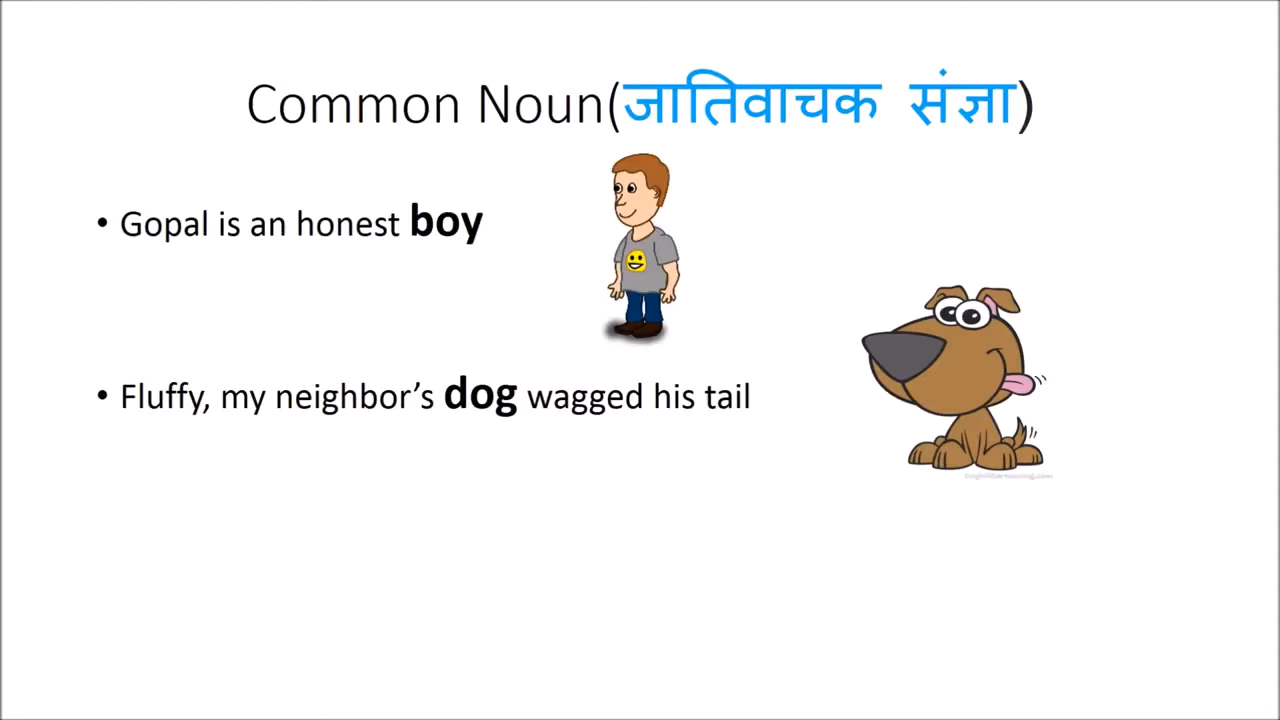 Common Noun(जातिवाचक संज्ञा)
• Gopal is an honest boy
• Fluffy, my neighbor’s dog wagged his tail